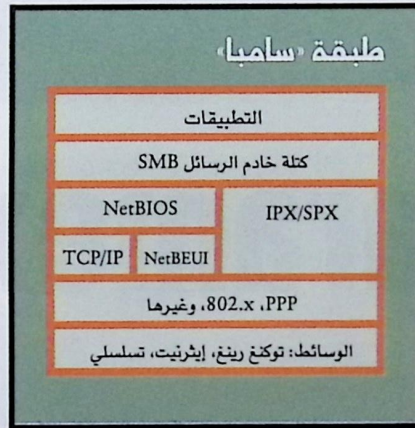 طبقة «سامبا»
التطبيقات
كتلة خادم الرسائل SMB
NetBIOS
IPX/SPX
TCP/IP
NetBEUI
PPP، 802.x، وغيرها
الوسائط: توكنغ رينغ، إيثرنيت، تسلسلي